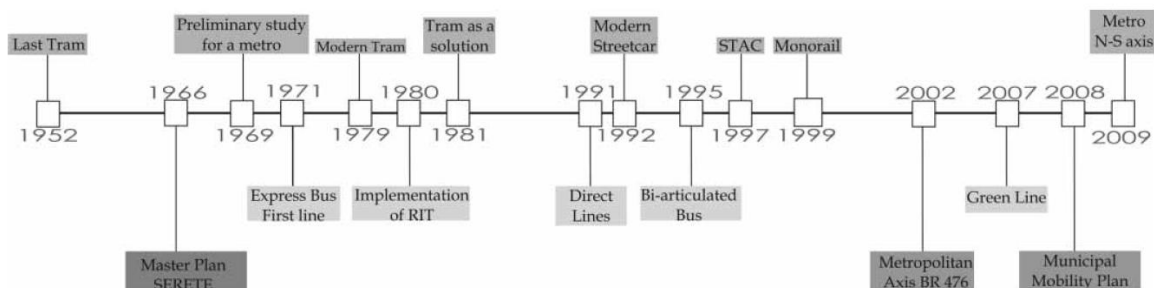 Last Tram
Preliminary study
for a metro
Modern Tram
Tram as a
solution
Modern
Streetcar
STAC
Monorail
Metro
N-S axis
1952
1966
1969
1971
1979
1980
1981
1991
1992
1995
1997
1999
2002
2007
2008
2009
Express Bus
First line
Implementation
of RIT
Direct
Lines
Bi-articulated
Bus
Green Line
Master Plan
SERETE
Metropolitan
Axis BR 476
Municipal
Mobility Plan